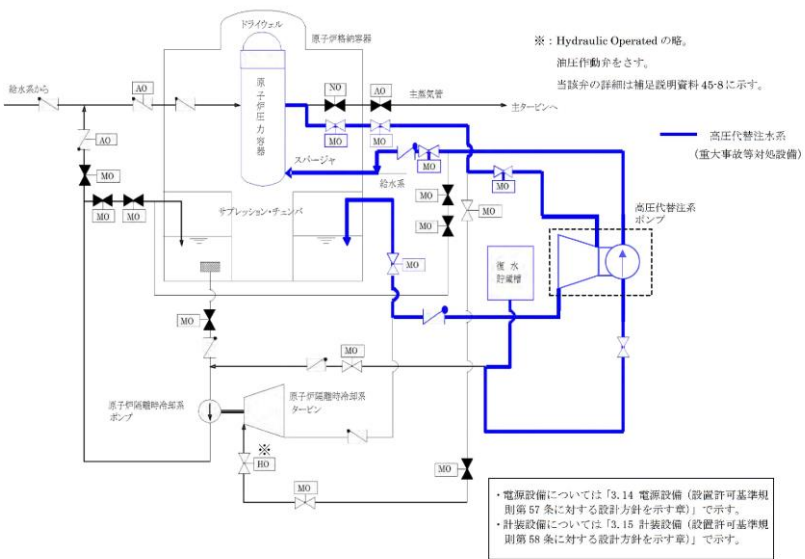 ドライウェル
原子炉格納容器
※：Hydraulic Operated の略。
油圧作動弁をさす。
当該弁の詳細は補足説明資料 45-8 に示す。
給水系から
AO
NO
AO
主蒸気管
主タービンへ
原子炉圧力容器
MO
MO
高圧代替注水系
(重大事故等対処設備)
AO
スパージャ
MO
MO
給水系
MO
MO
MO
高圧代替注系
ポンプ
MO
MO
サプレッション・チェンバ
MO
MO
MO
復水
貯蔵槽
MO
MO
原子炉隔離時冷却系
ポンプ
原子炉隔離時冷却系
タービン
※
HO
MO
MO
・電源設備については「3.14 電源設備（設置許可基準規
則第 57 条に対する設計方針を示す章）」で示す。
・計装設備については「3.15 計装設備（設置許可基準規
則第 58 条に対する設計方針を示す章）」で示す。